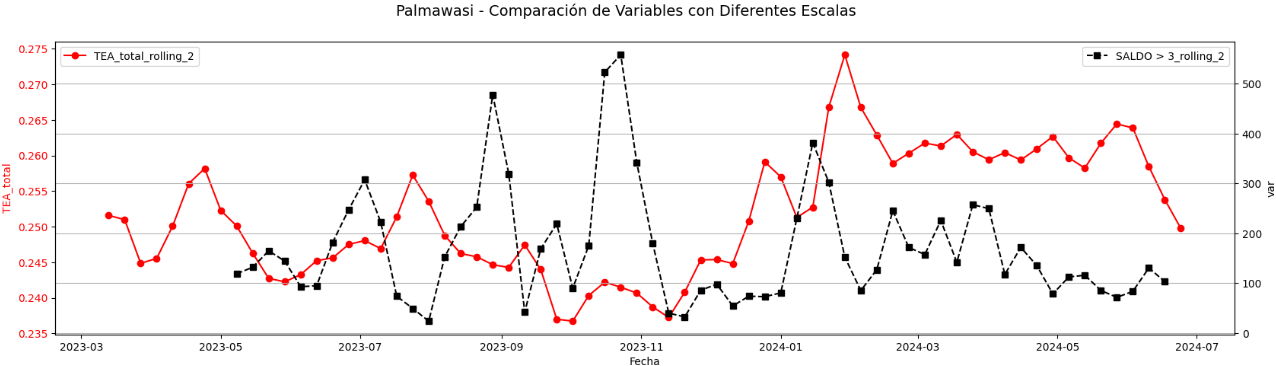 Palmawasi - Comparación de Variables con Diferentes Escalas
TEA_total_rolling_2
SALDO > 3_rolling_2
0.275
0.270
0.265
0.260
0.255
0.250
0.245
0.240
0.235
TEA_total
500
400
300
200
100
0
var
2023-03 2023-05 2023-07 2023-09 2023-11 2024-01 2024-03 2024-05 2024-07
Fecha